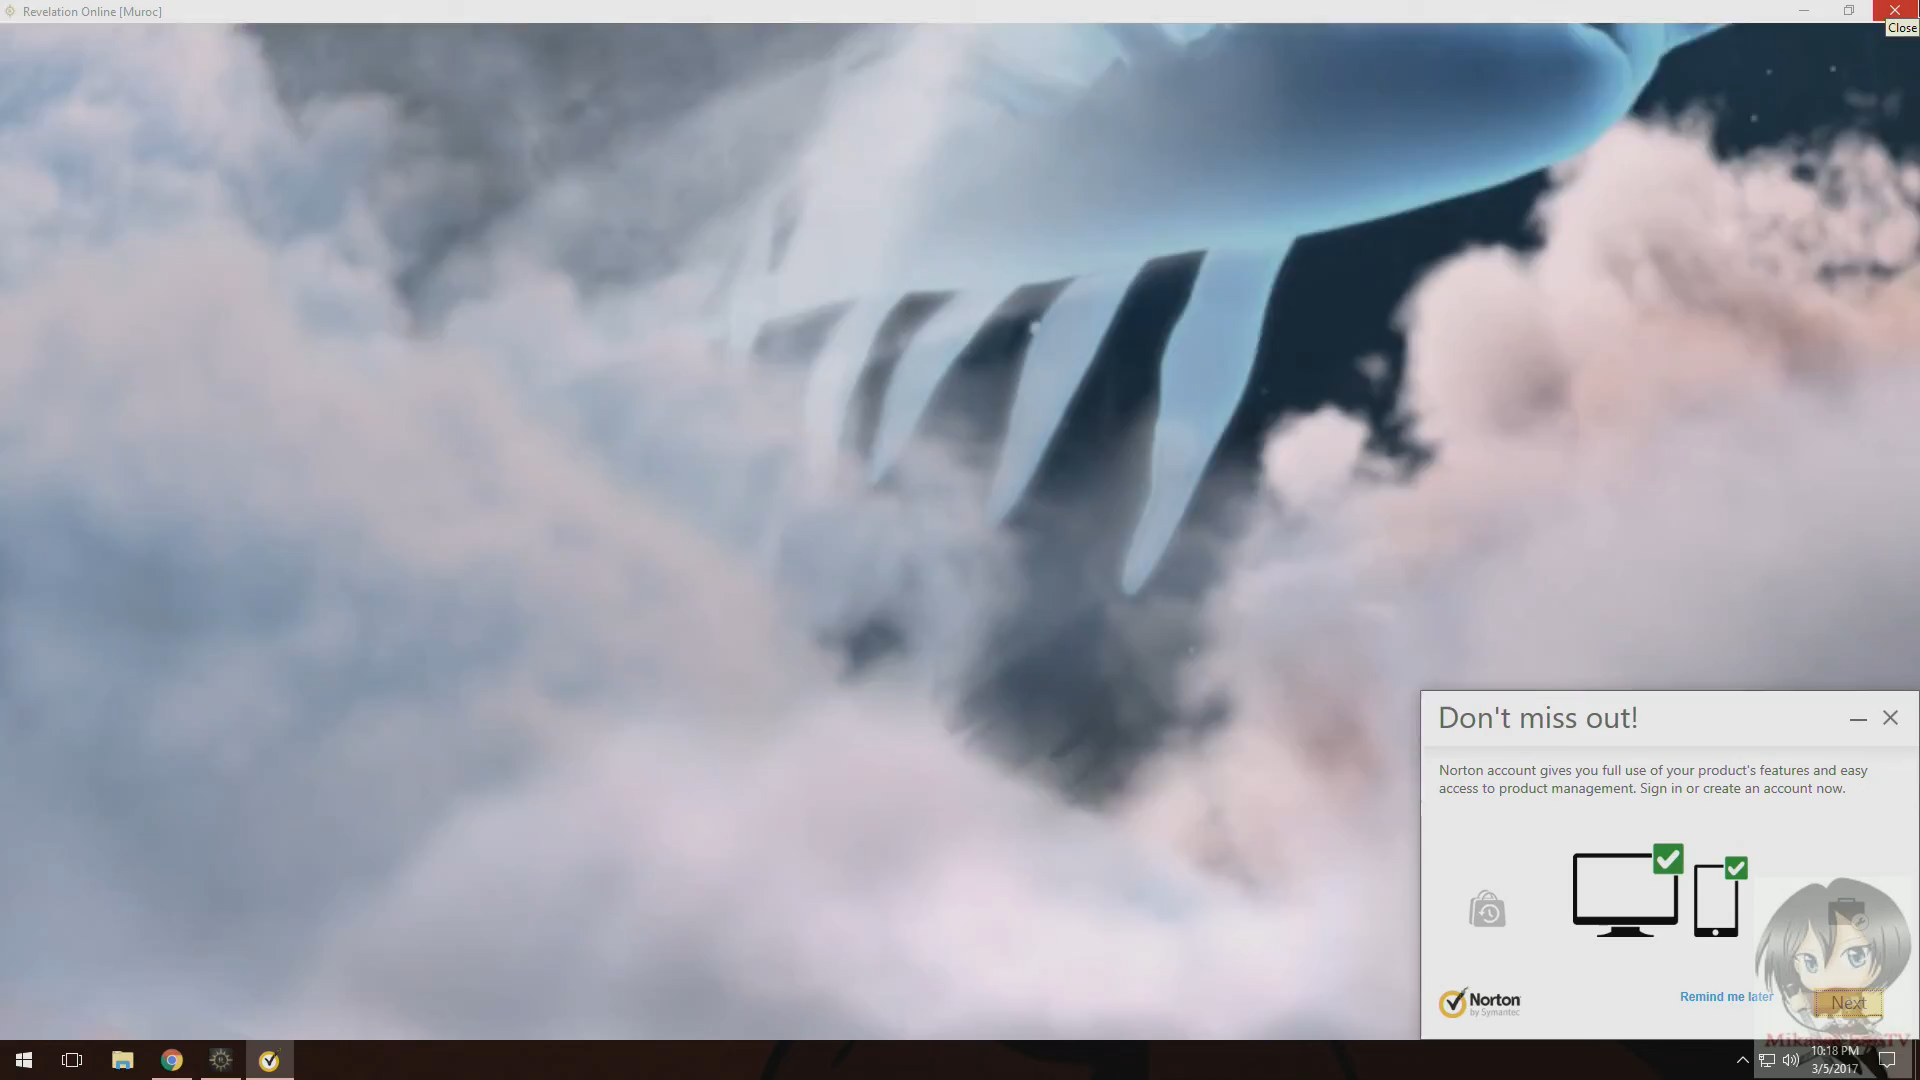 Revelation Online [Muroc]
Close
Don't miss out!
Norton account gives you full use of your product's features and easy
access to product management. Sign in or create an account now.
Norton
by Symantec
Remind me later
Next
10:18 PM
3/5/2017